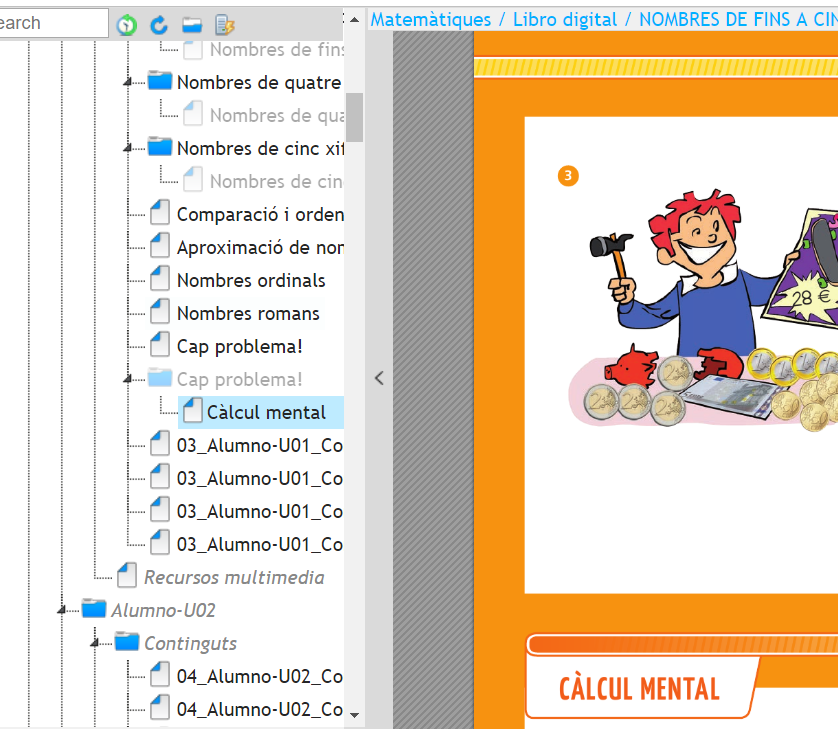 earch
Matemàtiques / Libro digital / NOMBRES DE FINS A CIN
Nombres de fins
Nombres de quatre
Nombres de qua
Nombres de cinc xif
Nombres de cin
Comparació i orden
Aproximació de nor
Nombres ordinals
Nombres romans
Cap problema!
Cap problema!
Càlcul mental
03_Alumno-U01_Co
03_Alumno-U01_Co
03_Alumno-U01_Co
03_Alumno-U01_Co
Recursos multimedia
Alumno-U02
Continguts
04_Alumno-U02_Co
04_Alumno-U02_Co
3
28 €
CÀLCUL MENTAL